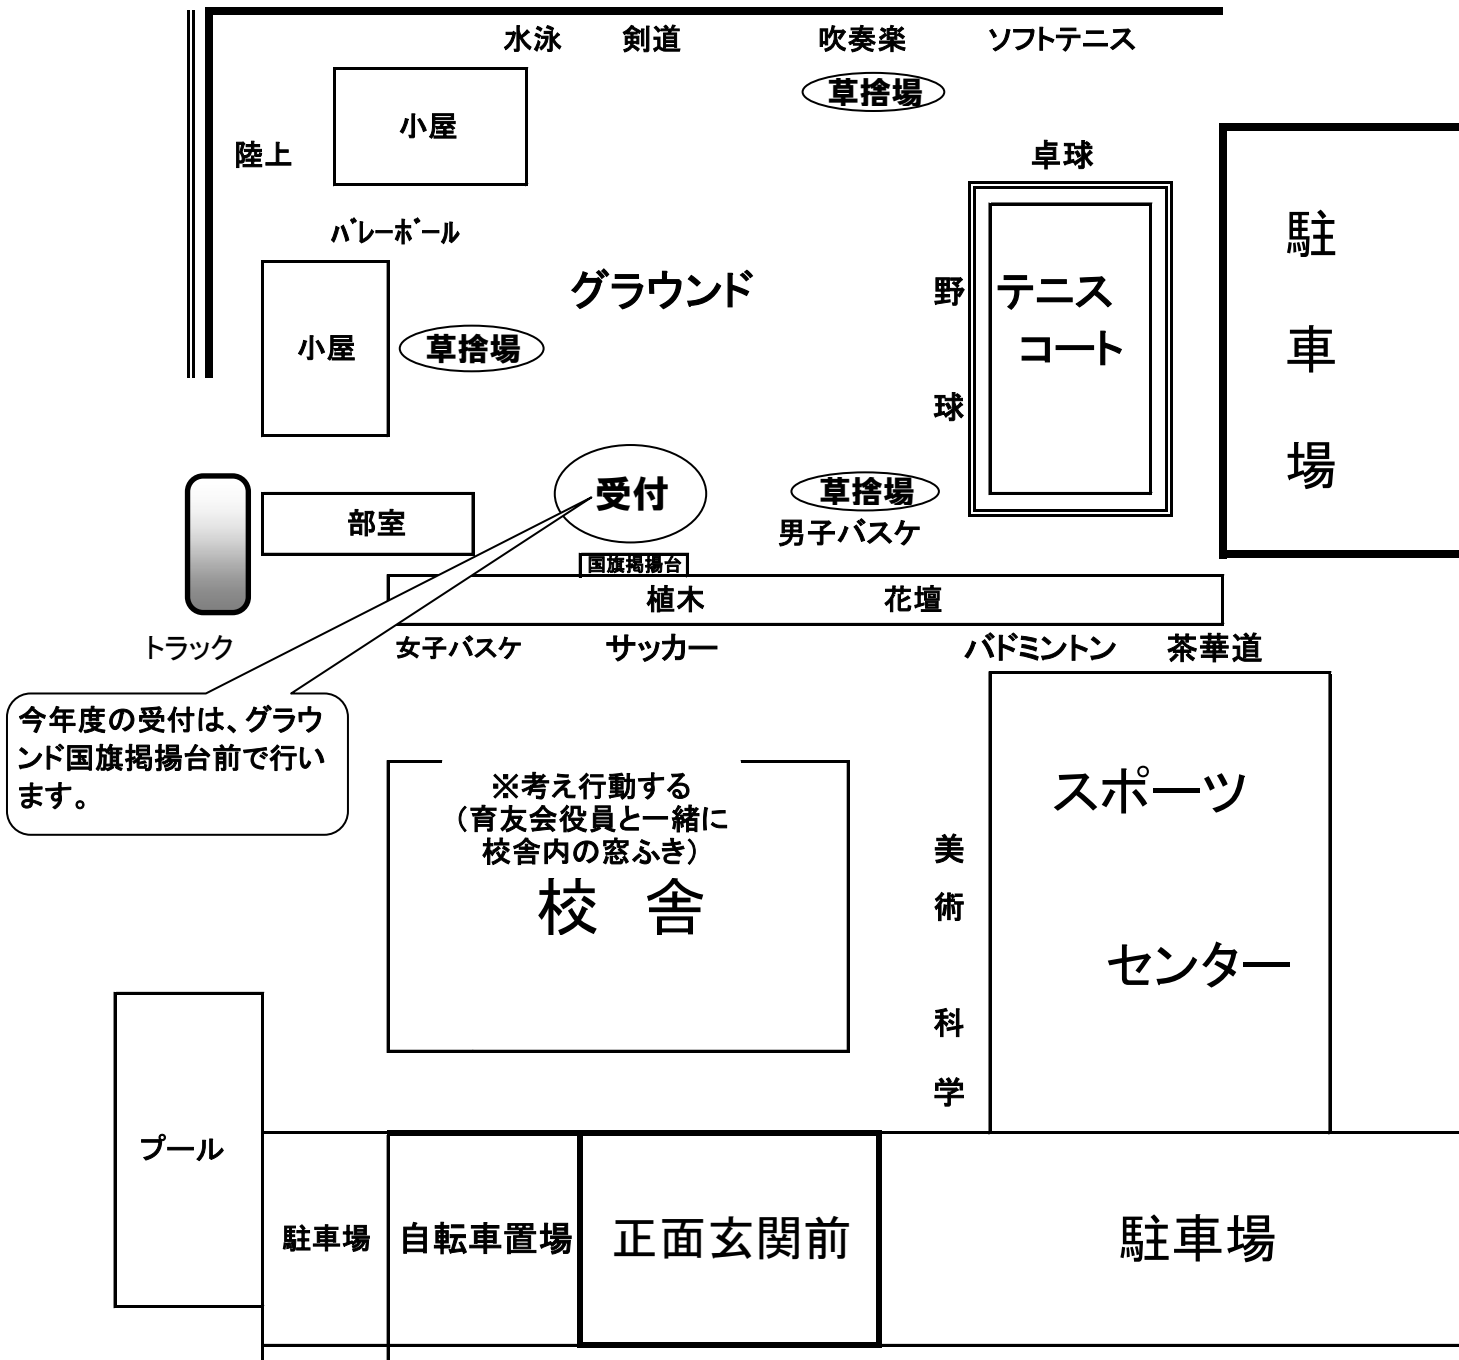 水泳 剣道 吹奏楽 ソフトテニス
草捨場
小屋
陸上
卓球
バレーボール
駐車場
グラウンド
野球
テニス
コート
小屋
草捨場
受付
草捨場
部室
男子バスケ
国旗掲揚台
植木 花壇
トラック
女子バスケ サッカー バドミントン 茶華道
今年度の受付は、グラウ
ンド国旗掲揚台前で行い
ます。
※考え行動する
（育友会役員と一緒に
校舎内の窓ふき）
校 舎
スポーツ
センター
美術
科学
プール
駐車場
自転車置場
正面玄関前
駐車場